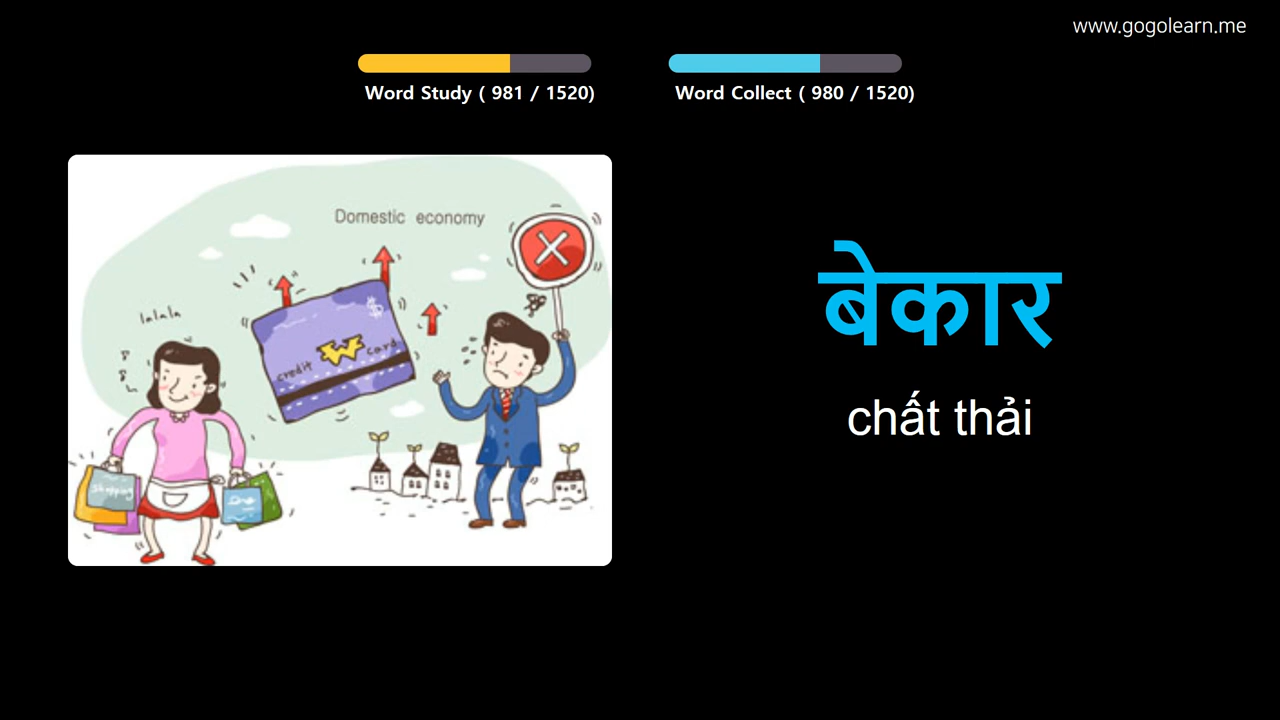 www.gogolearn.me
Word Study ( 981 / 1520)
Word Collect ( 980 / 1520)
Domestic economy
lalala
credit card
shopping
बेकार
chất thải